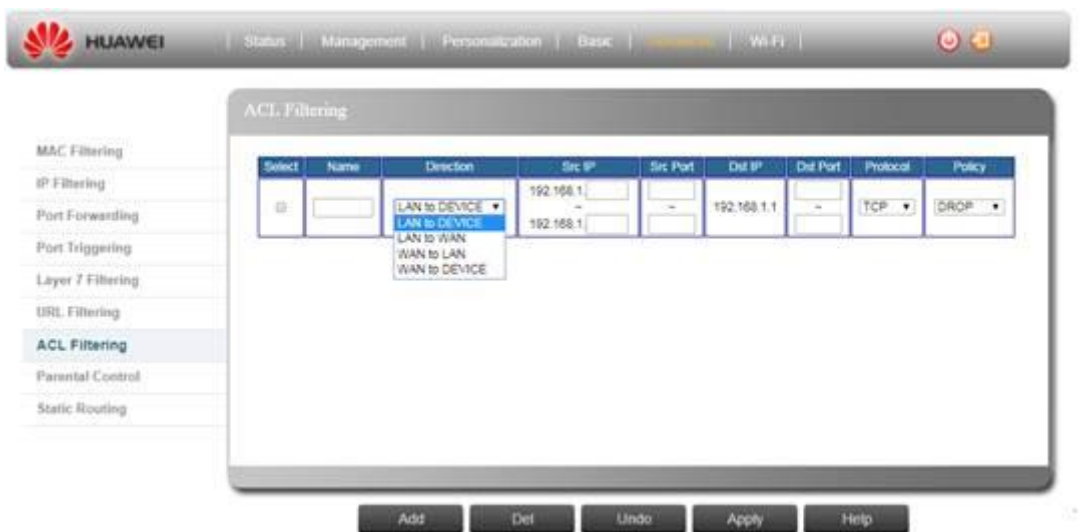 HUAWEI
Status | Management | Personalization | Basic | | Wi-Fi |
ACL Filtering
MAC Filtering
IP Filtering
Port Forwarding
Port Triggering
Layer 7 Filtering
URL Filtering
ACL Filtering
Parental Control
Static Routing
Select Name Direction Src IP Src Port Dst IP Dst Port Protocol Policy
192.168.1.
LAN to DEVICE ~ ~ 192.168.1.1 ~ TCP DROP
192.168.1.
LAN to DEVICE
LAN to WAN
WAN to LAN
WAN to DEVICE
Add Del Undo Apply Help